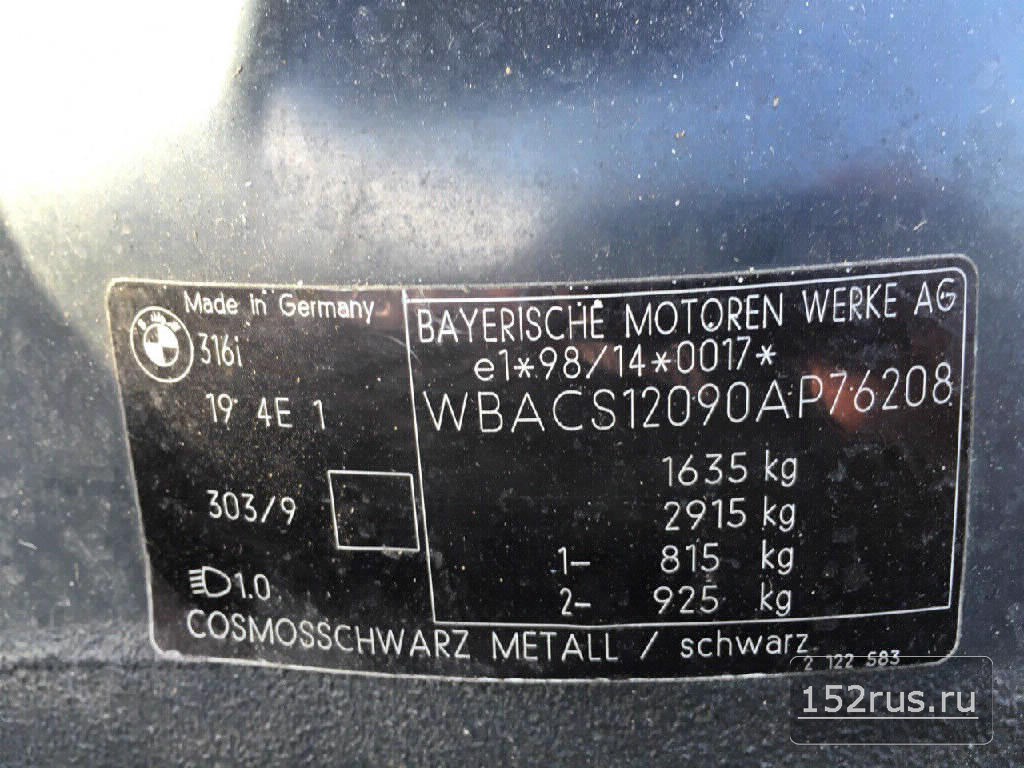 Made in Germany
316i
19 4E 1
303/9
1.0
BAYERISCHE MOTOREN WERKE AG
e1*98/14*0017*
WBACS12090AP76208
1635 kg
2915 kg
1- 815 kg
2- 925 kg
COSMOSSCHWARZ METALL / schwarz
2 122 583
152rus.ru